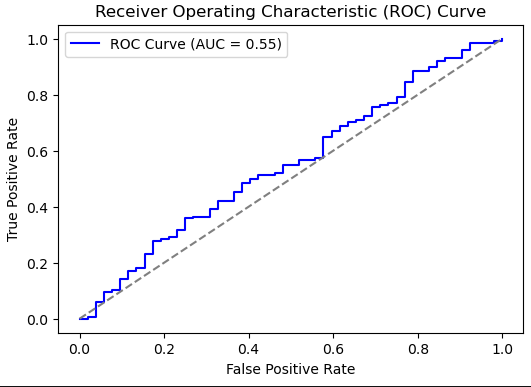 Receiver Operating Characteristic (ROC) Curve
ROC Curve (AUC = 0.55)
1.0
0.8
0.6
0.4
0.2
0.0
True Positive Rate
0.0 0.2 0.4 0.6 0.8 1.0
False Positive Rate